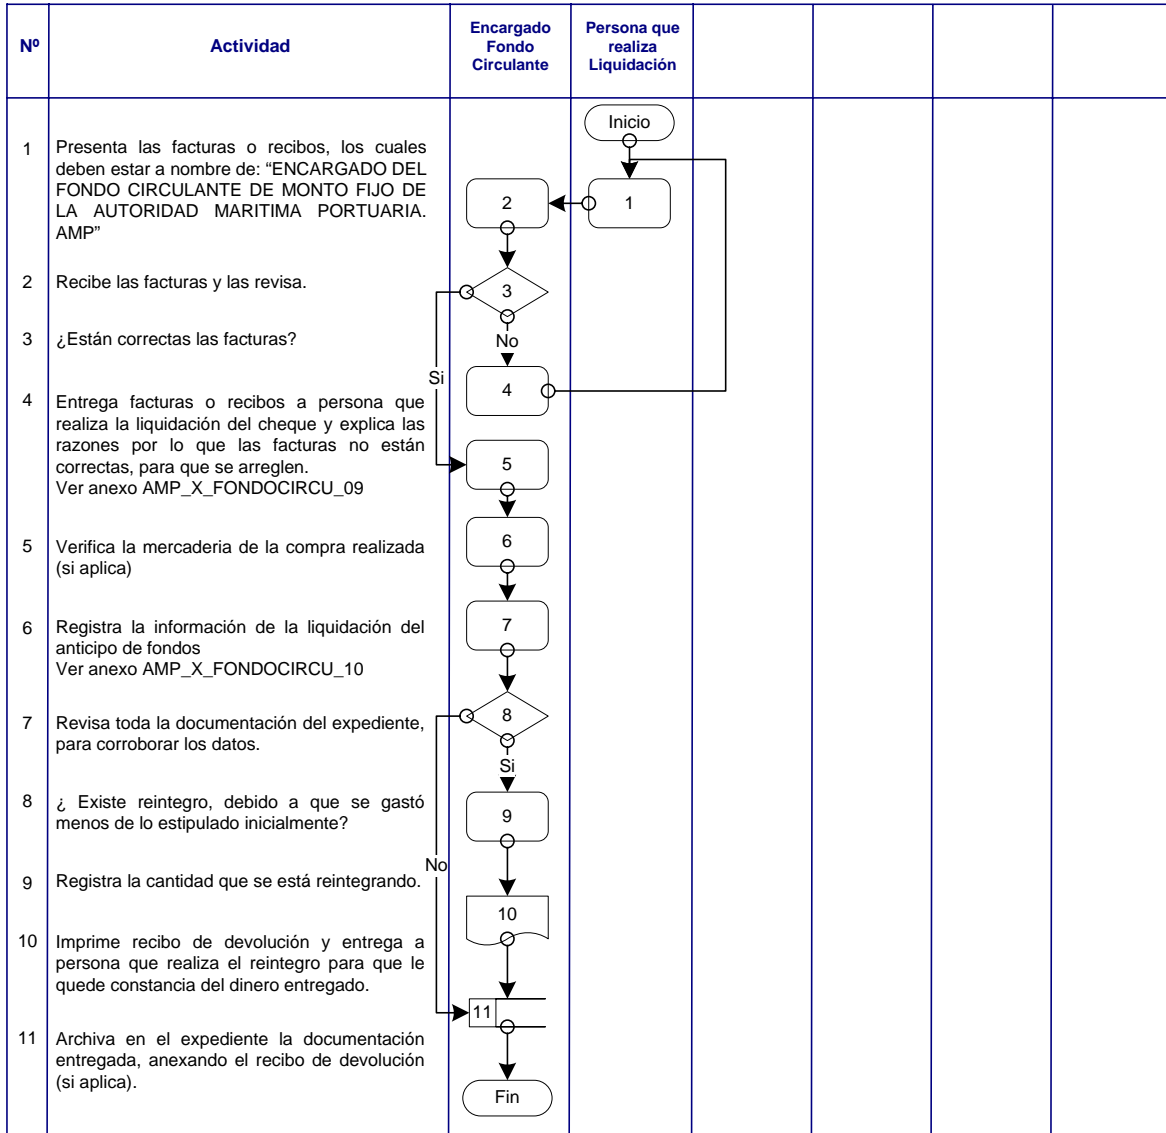 Nº
Actividad
Encargado
Fondo
Circulante
Persona que
realiza
Liquidación
1
Presenta las facturas o recibos, los cuales
deben estar a nombre de: “ENCARGADO DEL
FONDO CIRCULANTE DE MONTO FIJO DE
LA AUTORIDAD MARITIMA PORTUARIA.
AMP”
2
Recibe las facturas y las revisa.
3
¿Están correctas las facturas?
4
Entrega facturas o recibos a persona que
realiza la liquidación del cheque y explica las
razones por lo que las facturas no están
correctas, para que se arreglen.
Ver anexo AMP_X_FONDOCIRCU_09
5
Verifica la mercaderia de la compra realizada
(si aplica)
6
Registra la información de la liquidación del
anticipo de fondos
Ver anexo AMP_X_FONDOCIRCU_10
7
Revisa toda la documentación del expediente,
para corroborar los datos.
8
¿ Existe reintegro, debido a que se gastó
menos de lo estipulado inicialmente?
9
Registra la cantidad que se está reintegrando.
10
Imprime recibo de devolución y entrega a
persona que realiza el reintegro para que le
quede constancia del dinero entregado.
11
Archiva en el expediente la documentación
entregada, anexando el recibo de devolución
(si aplica).
Inicio
1
2
3
No
Si
4
5
6
7
8
Si
No
9
10
11
Fin